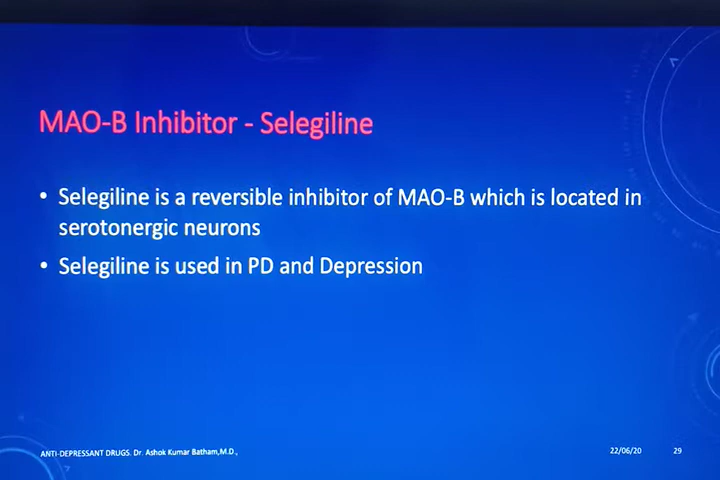 MAO-B Inhibitor - Selegiline
• Selegiline is a reversible inhibitor of MAO-B which is located in
serotonergic neurons
• Selegiline is used in PD and Depression
ANTI-DEPRESSANT DRUGS. Dr. Ashok Kumar Batham,M.D.,
22/06/20
29